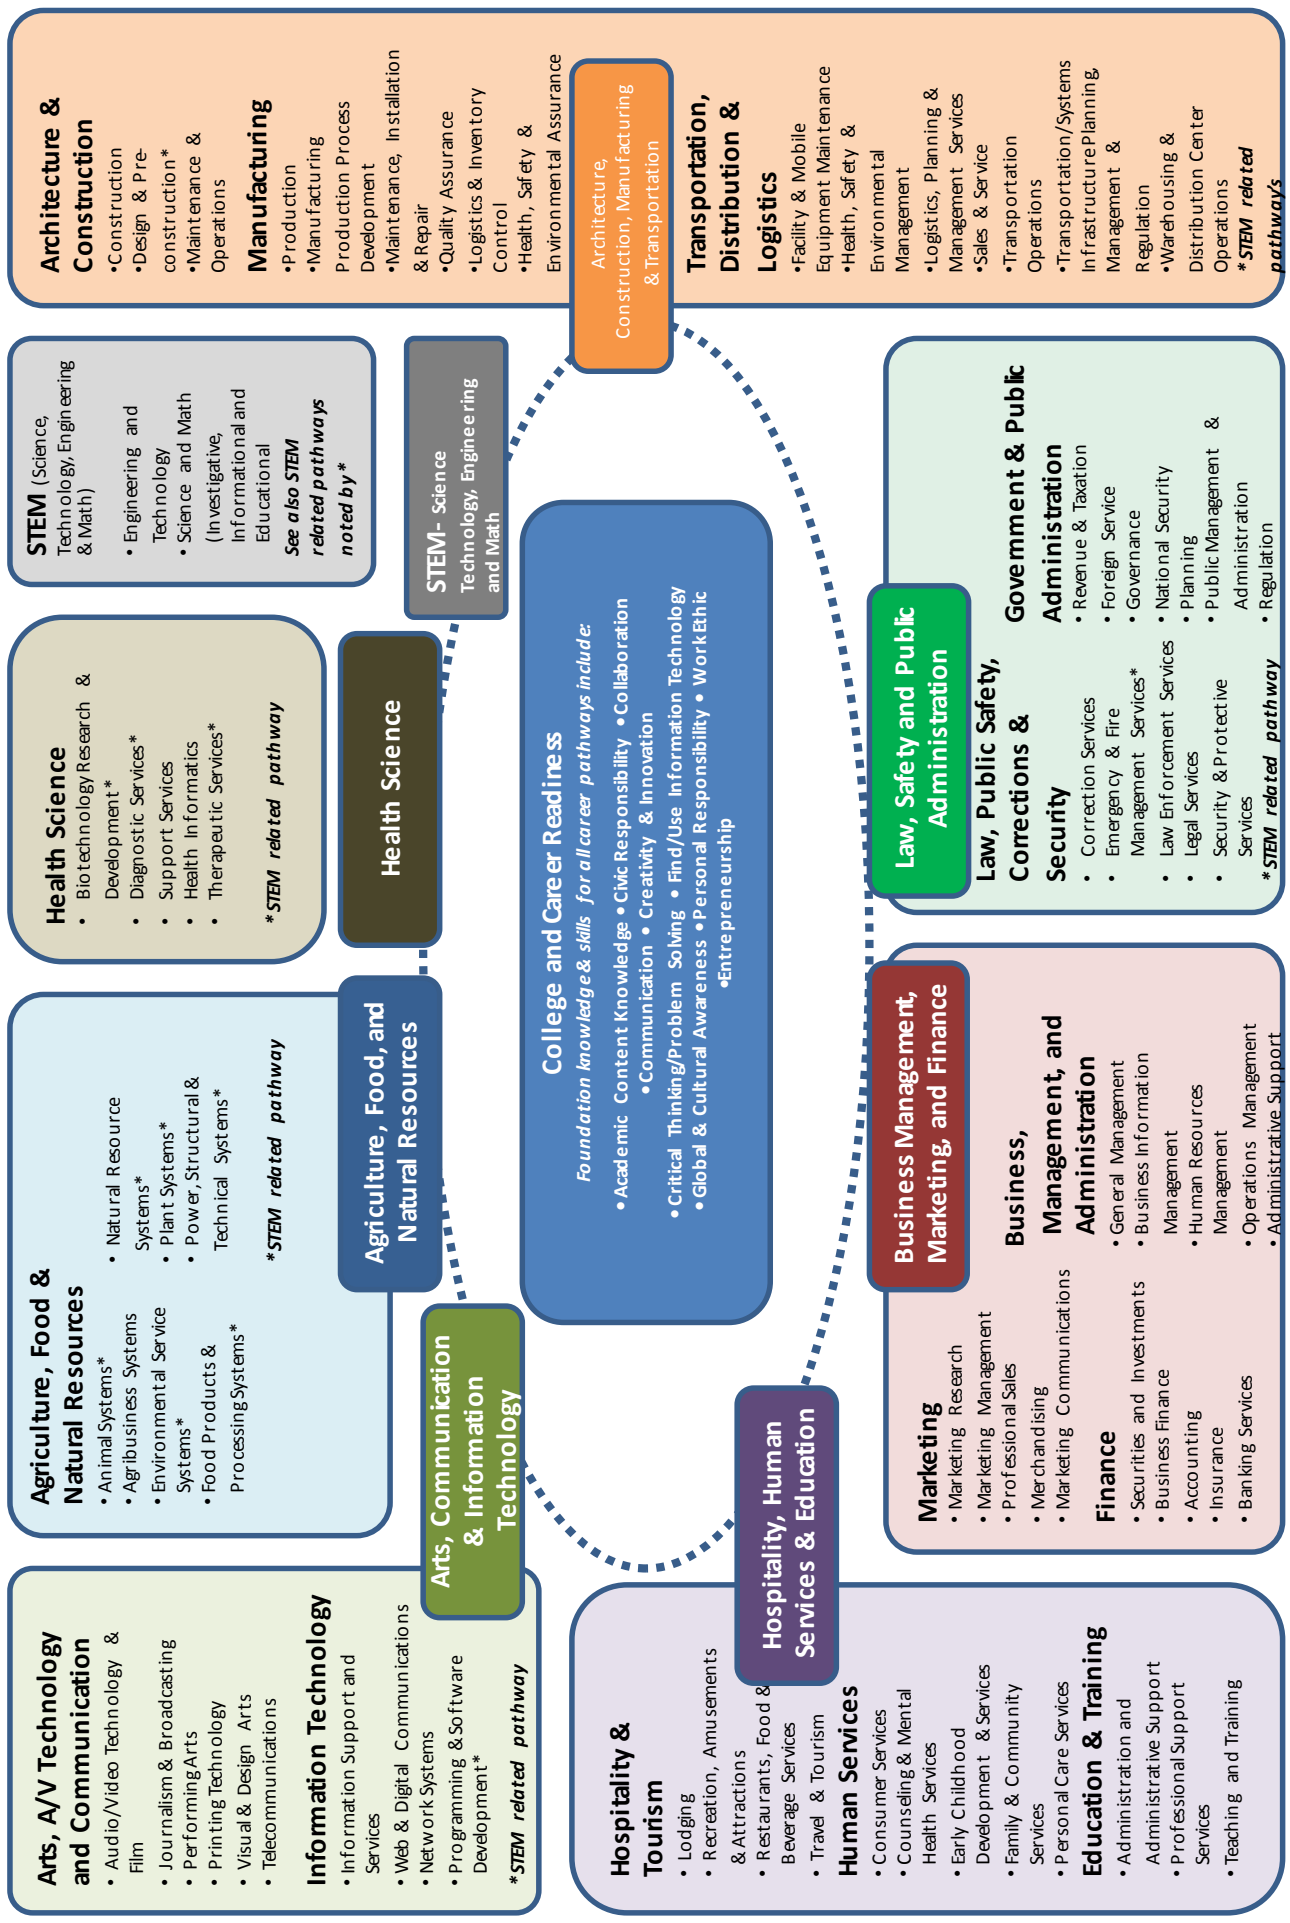 Arts, A/V Technology
and Communication
• Audio/Video Technology &
Film
• Journalism & Broadcasting
• Performing Arts
• Printing Technology
• Visual & Design Arts
• Telecommunications
Information Technology
• Information Support and
Services
• Web & Digital Communications
• Network Systems
• Programming & Software
Development*
*STEM related pathway
Arts, Communication
& Information
Technology
Agriculture, Food &
Natural Resources
• Animal Systems*
• Agribusiness Systems
• Environmental Service
Systems*
• Food Products &
Processing Systems*
• Natural Resource
Systems*
• Plant Systems*
• Power, Structural &
Technical Systems*
*STEM related pathway
Agriculture, Food, and
Natural Resources
Health Science
• Biotechnology Research &
Development*
• Diagnostic Services*
• Support Services
• Health Informatics
• Therapeutic Services*
*STEM related pathway
Health Science
STEM (Science,
Technology, Engineering
& Math)
• Engineering and
Technology
• Science and Math
(Investigative,
Informational and
Educational
See also STEM
related pathways
noted by*
STEM- Science
Technology, Engineering
and Math
Architecture &
Construction
•Construction
•Design & Pre-
construction*
•Maintenance &
Operations
Manufacturing
•Production
•Manufacturing
Production Process
Development
•Maintenance, Installation
& Repair
•Quality Assurance
•Logistics & Inventory
Control
•Health, Safety &
Environmental Assurance
Architecture,
Construction, Manufacturing
& Transportation
Transportation,
Distribution &
Logistics
•Facility & Mobile
Equipment Maintenance
•Health, Safety &
Environmental
Management
•Logistics, Planning &
Management Services
•Sales & Service
•Transportation
Operations
•Transportation/Systems
Infrastructure Planning,
Management &
Regulation
•Warehousing &
Distribution Center
Operations
*STEM related
pathway's
College and Career Readiness
Foundation knowledge & skills for all career pathways include:
• Academic Content Knowledge • Civic Responsibility • Collaboration
• Communication • Creativity & Innovation
• Critical Thinking/Problem Solving • Find/Use Information Technology
• Global & Cultural Awareness • Personal Responsibility • Work Ethic
•Entrepreneurship
Hospitality &
Tourism
• Lodging
• Recreation, Amusements
& Attractions
• Restaurants, Food &
Beverage Services
• Travel & Tourism
Human Services
• Consumer Services
• Counseling & Mental
Health Services
• Early Childhood
Development & Services
• Family & Community
Services
• Personal Care Services
Education & Training
• Administration and
Administrative Support
• Professional Support
Services
• Teaching and Training
Hospitality, Human
Services & Education
Business Management,
Marketing, and Finance
Marketing
• Marketing Research
• Marketing Management
• Professional Sales
• Merchandising
• Marketing Communications
Finance
• Securities and Investments
• Business Finance
• Accounting
• Insurance
• Banking Services
Business,
Management, and
Administration
• General Management
• Business Information
Management
• Human Resources
Management
• Operations Management
• Administrative Support
Law, Safety and Public
Administration
Law, Public Safety,
Corrections &
Security
• Correction Services
• Emergency & Fire
Management Services*
• Law Enforcement Services
• Legal Services
• Security & Protective
Services
*STEM related pathway
Government & Public
Administration
• Revenue & Taxation
• Foreign Service
• Governance
• National Security
• Planning
• Public Management &
Administration
• Regulation